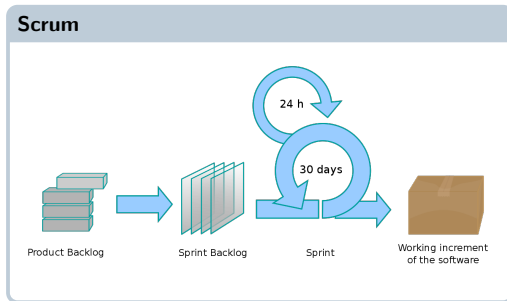 Scrum
24 h
30 days
Product Backlog
Sprint Backlog
Sprint
Working increment
of the software